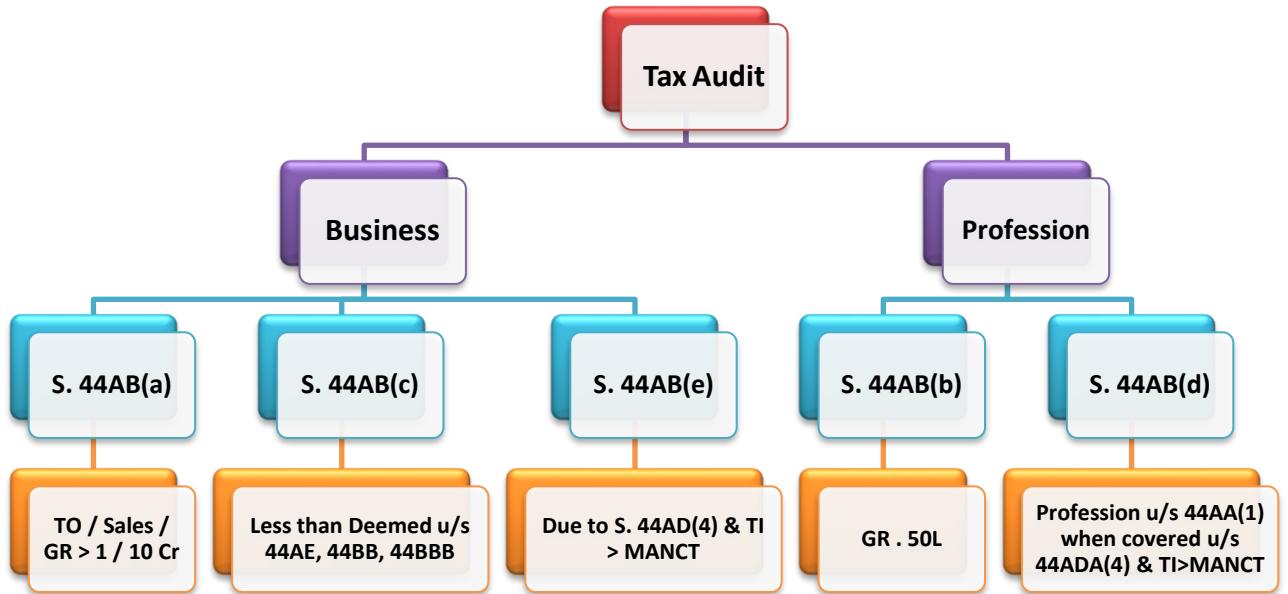 Tax Audit
Business
Profession
S. 44AB(a)
S. 44AB(c)
S. 44AB(e)
S. 44AB(b)
S. 44AB(d)
TO / Sales /
GR > 1 / 10 Cr
Less than Deemed u/s
44AE, 44BB, 44BBB
Due to S. 44AD(4) & TI
> MANCT
GR . 50L
Profession u/s 44AA(1)
when covered u/s
44ADA(4) & TI>MANCT